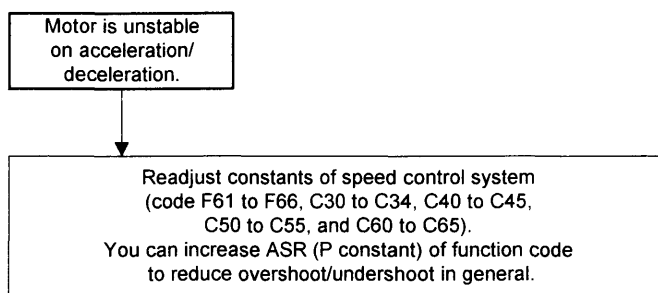 Motor is unstable
on acceleration/
deceleration.
Readjust constants of speed control system
(code F61 to F66, C30 to C34, C40 to C45,
C50 to C55, and C60 to C65).
You can increase ASR (P constant) of function code
to reduce overshoot/undershoot in general.